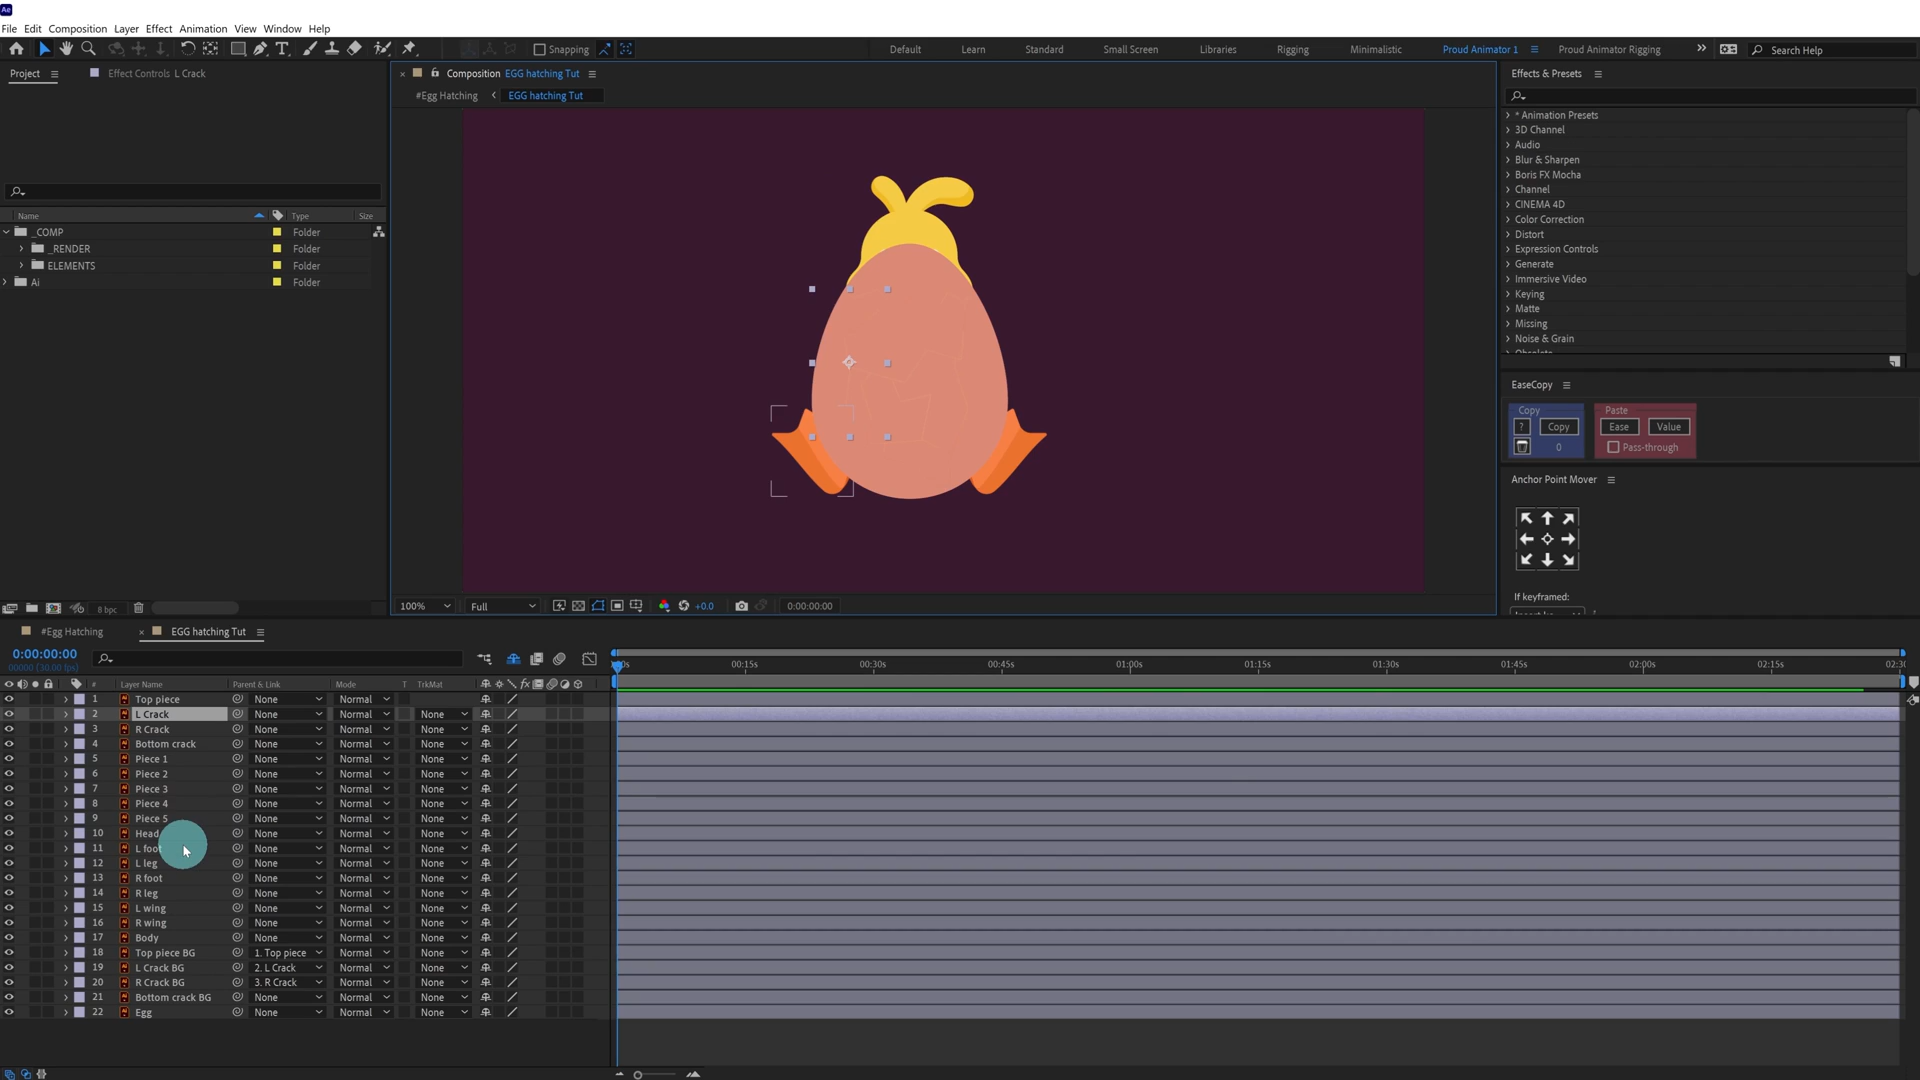 Ae
File Edit Composition Layer Effect Animation View Window Help
Snapping Default Learn Standard Small Screen Libraries Rigging Minimalistic Proud Animator 1 Proud Animator Rigging Search Help
Project Effect Controls L Crack Composition EGG hatching Tut Effects & Presets
#Egg Hatching EGG hatching Tut
* Animation Presets
3D Channel
Audio
Blur & Sharpen
Boris FX Mocha
Channel
CINEMA 4D
Color Correction
Distort
Expression Controls
Generate
Immersive Video
Keying
Matte
Missing
Noise & Grain
Obsolete
Name Type Size
_COMP Folder
_RENDER Folder
ELEMENTS Folder
Ai Folder
EaseCopy
Copy Paste
? Copy Ease Value
0 Pass-through
Anchor Point Mover
If keyframed:
8 bpc 100% Full +0.0 0:00:00:00
#Egg Hatching EGG hatching Tut
0:00:00:00
00000 (30.00 fps)
00:15s 00:30s 00:45s 01:00s 01:15s 01:30s 01:45s 02:00s 02:15s 02:30
# Layer Name Parent & Link Mode T TrkMat
1 Top piece None Normal
2 L Crack None Normal None
3 R Crack None Normal None
4 Bottom crack None Normal None
5 Piece 1 None Normal None
6 Piece 2 None Normal None
7 Piece 3 None Normal None
8 Piece 4 None Normal None
9 Piece 5 None Normal None
10 Head None Normal None
11 L foot None Normal None
12 L leg None Normal None
13 R foot None Normal None
14 R leg None Normal None
15 L wing None Normal None
16 R wing None Normal None
17 Body None Normal None
18 Top piece BG 1. Top piece Normal None
19 L Crack BG 2. L Crack Normal None
20 R Crack BG 3. R Crack Normal None
21 Bottom crack BG None Normal None
22 Egg None Normal None